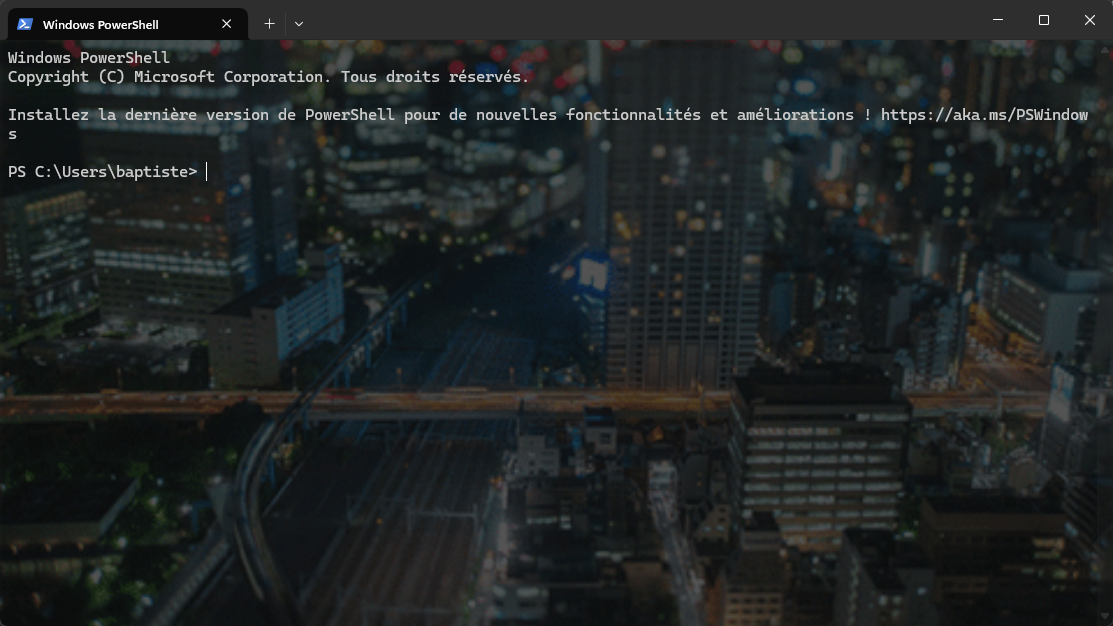 Windows PowerShell
Windows PowerShell
Copyright (C) Microsoft Corporation. Tous droits réservés.
Installez la dernière version de PowerShell pour de nouvelles fonctionnalités et améliorations ! https://aka.ms/PSWindow
s
PS C:\Users\baptiste>